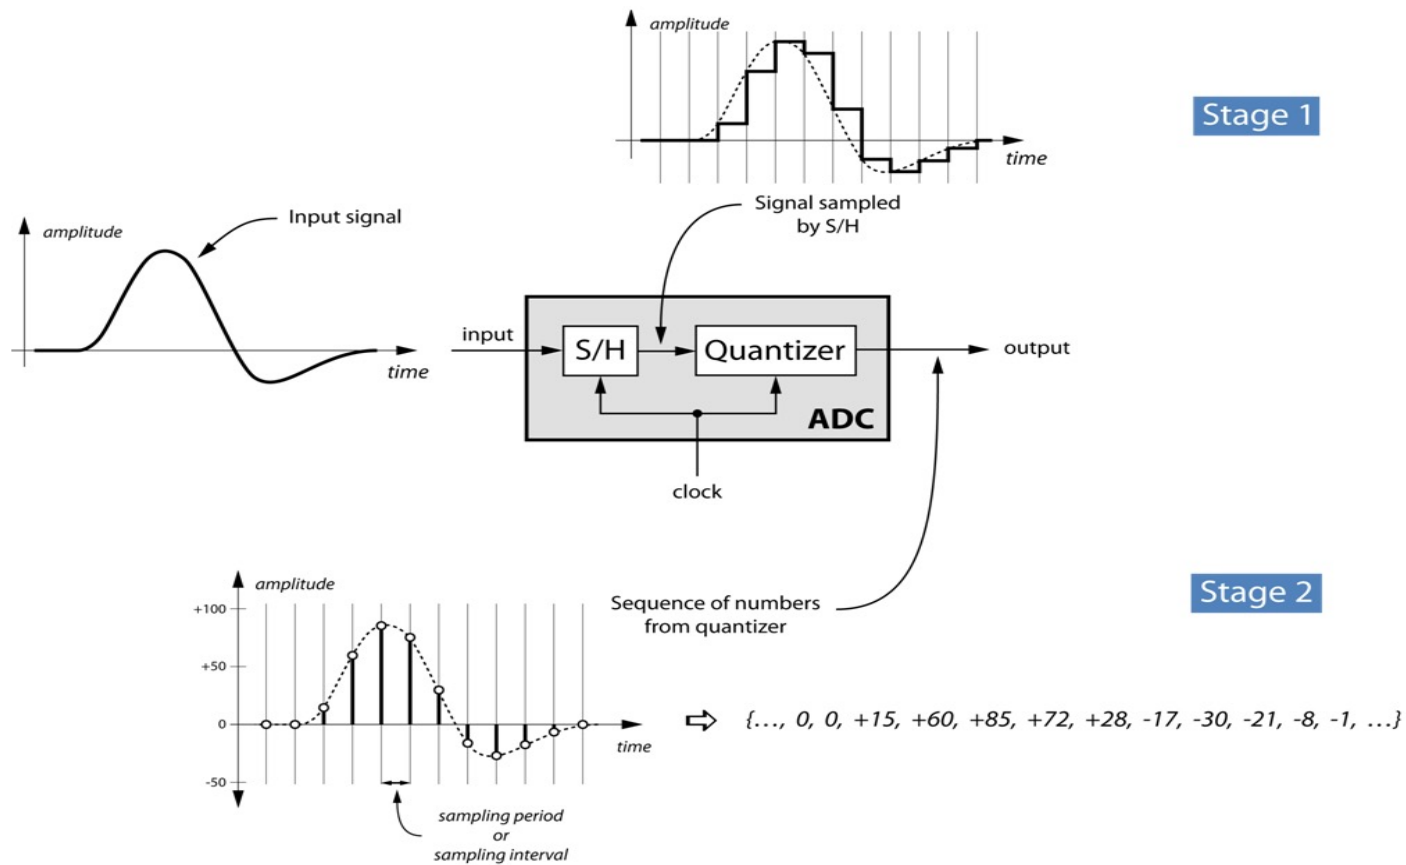 amplitude
time
Stage 1
Signal sampled
by S/H
Input signal
amplitude
time
input
S/H
Quantizer
output
ADC
clock
Stage 2
Sequence of numbers
from quantizer
amplitude
+100
+50
0
-50
time
{..., 0, 0, +15, +60, +85, +72, +28, -17, -30, -21, -8, -1, ...}
sampling period
or
sampling interval